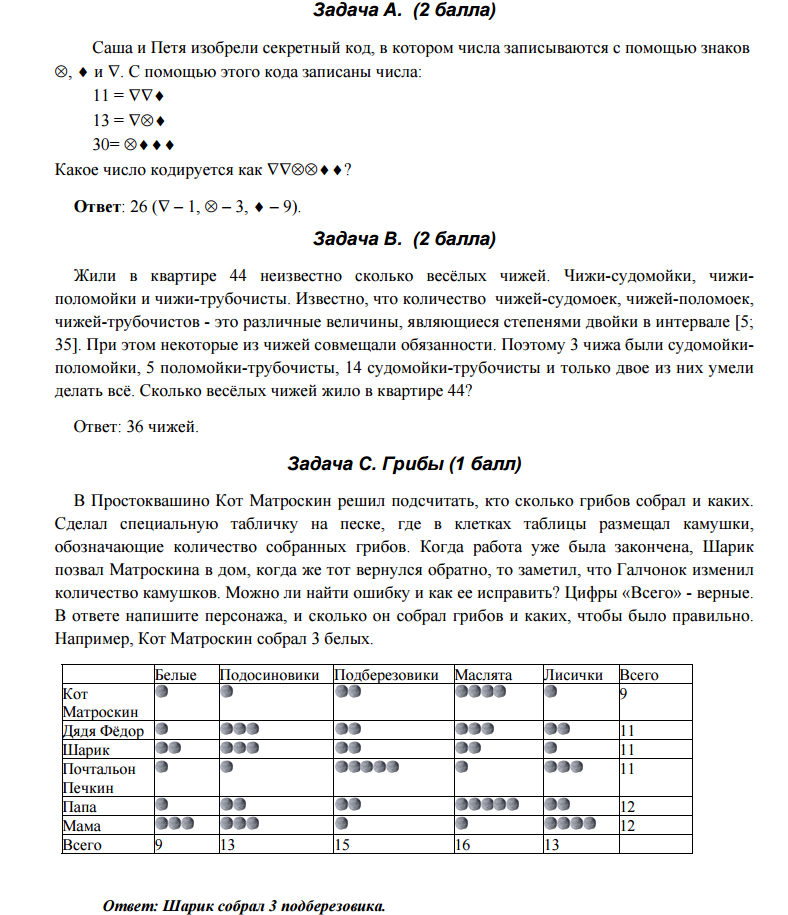 Задача А. (2 балла)
Саша и Петя изобрели секретный код, в котором числа записываются с помощью знаков
⊗, ♦ и ∇. С помощью этого кода записаны числа:
11 = ∇∇♦
13 = ∇⊗♦
30= ⊗♦♦♦
Какое число кодируется как ∇∇⊗⊗♦♦?
Ответ: 26 (∇ – 1, ⊗ – 3, ♦ – 9).
Задача В. (2 балла)
Жили в квартире 44 неизвестно сколько весёлых чижей. Чижи-судомойки, чижи-
поломойки и чижи-трубочисты. Известно, что количество чижей-судомоек, чижей-поломоек,
чижей-трубочистов - это различные величины, являющиеся степенями двойки в интервале [5;
35]. При этом некоторые из чижей совмещали обязанности. Поэтому 3 чижа были судомойки-
поломойки, 5 поломойки-трубочисты, 14 судомойки-трубочисты и только двое из них умели
делать всё. Сколько весёлых чижей жило в квартире 44?
Ответ: 36 чижей.
Задача С. Грибы (1 балл)
В Простоквашино Кот Матроскин решил подсчитать, кто сколько грибов собрал и каких.
Сделал специальную табличку на песке, где в клетках таблицы размещал камушки,
обозначающие количество собранных грибов. Когда работа уже была закончена, Шарик
позвал Матроскина в дом, когда же тот вернулся обратно, то заметил, что Галчонок изменил
количество камушков. Можно ли найти ошибку и как ее исправить? Цифры «Всего» - верные.
В ответе напишите персонажа, и сколько он собрал грибов и каких, чтобы было правильно.
Например, Кот Матроскин собрал 3 белых.
Белые Подосиновики Подберезовики Маслята Лисички Всего
Кот 9
Матроскин
Дядя Фёдор 11
Шарик 11
Почтальон 11
Печкин
Папа 12
Мама 12
Всего 9 13 15 16 13
Ответ: Шарик собрал 3 подберезовика.